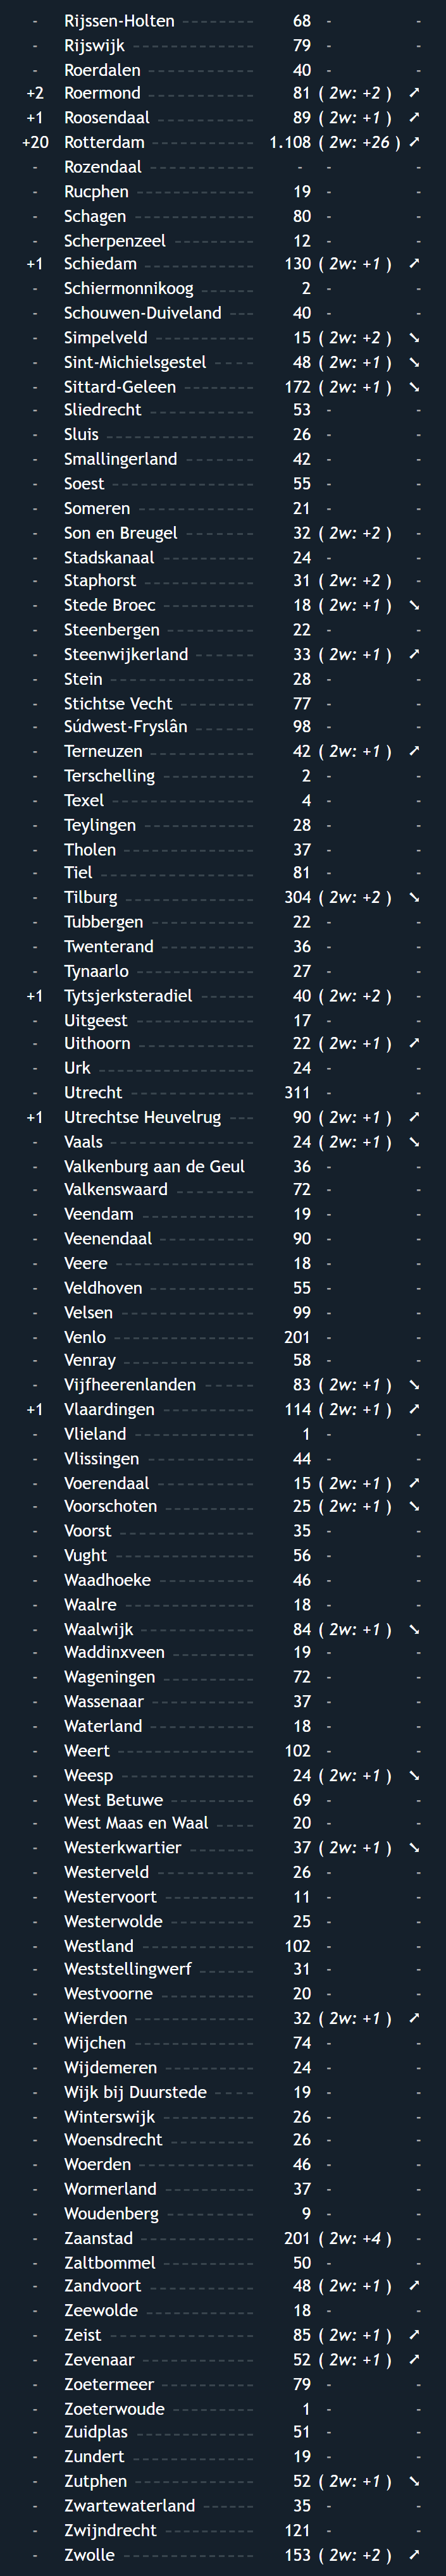 - Rijssen-Holten 68 - -
- Rijswijk 79 - -
- Roerdalen 40 - -
+2 Roermond 81 ( 2w: +2 ) ➚
+1 Roosendaal 89 ( 2w: +1 ) ➚
+20 Rotterdam 1.108 ( 2w: +26 ) ➚
- Rozendaal - - -
- Rucphen 19 - -
- Schagen 80 - -
- Scherpenzeel 12 - -
+1 Schiedam 130 ( 2w: +1 ) ➚
- Schiermonnikoog 2 - -
- Schouwen-Duiveland 40 - -
- Simpelveld 15 ( 2w: +2 ) ➘
- Sint-Michielsgestel 48 ( 2w: +1 ) ➘
- Sittard-Geleen 172 ( 2w: +1 ) ➘
- Sliedrecht 53 - -
- Sluis 26 - -
- Smallingerland 42 - -
- Soest 55 - -
- Someren 21 - -
- Son en Breugel 32 ( 2w: +2 ) -
- Stadskanaal 24 - -
- Staphorst 31 ( 2w: +2 ) -
- Stede Broec 18 ( 2w: +1 ) ➘
- Steenbergen 22 - -
- Steenwijkerland 33 ( 2w: +1 ) ➚
- Stein 28 - -
- Stichtse Vecht 77 - -
- Súdwest-Fryslân 98 - -
- Terneuzen 42 ( 2w: +1 ) ➚
- Terschelling 2 - -
- Texel 4 - -
- Teylingen 28 - -
- Tholen 37 - -
- Tiel 81 - -
- Tilburg 304 ( 2w: +2 ) ➘
- Tubbergen 22 - -
- Twenterand 36 - -
- Tynaarlo 27 - -
+1 Tytsjerksteradiel 40 ( 2w: +2 ) -
- Uitgeest 17 - -
- Uithoorn 22 ( 2w: +1 ) ➚
- Urk 24 - -
- Utrecht 311 - -
+1 Utrechtse Heuvelrug 90 ( 2w: +1 ) ➚
- Vaals 24 ( 2w: +1 ) ➘
- Valkenburg aan de Geul 36 - -
- Valkenswaard 72 - -
- Veendam 19 - -
- Veenendaal 90 - -
- Veere 18 - -
- Veldhoven 55 - -
- Velsen 99 - -
- Venlo 201 - -
- Venray 58 - -
- Vijfheerenlanden 83 ( 2w: +1 ) ➘
+1 Vlaardingen 114 ( 2w: +1 ) ➚
- Vlieland 1 - -
- Vlissingen 44 - -
- Voerendaal 15 ( 2w: +1 ) ➚
- Voorschoten 25 ( 2w: +1 ) ➘
- Voorst 35 - -
- Vught 56 - -
- Waadhoeke 46 - -
- Waalre 18 - -
- Waalwijk 84 ( 2w: +1 ) ➘
- Waddinxveen 19 - -
- Wageningen 72 - -
- Wassenaar 37 - -
- Waterland 18 - -
- Weert 102 - -
- Weesp 24 ( 2w: +1 ) ➘
- West Betuwe 69 - -
- West Maas en Waal 20 - -
- Westerkwartier 37 ( 2w: +1 ) ➘
- Westerveld 26 - -
- Westervoort 11 - -
- Westerwolde 25 - -
- Westland 102 - -
- Weststellingwerf 31 - -
- Westvoorne 20 - -
- Wierden 32 ( 2w: +1 ) ➚
- Wijchen 74 - -
- Wijdemeren 24 - -
- Wijk bij Duurstede 19 - -
- Winterswijk 26 - -
- Woensdrecht 26 - -
- Woerden 46 - -
- Wormerland 37 - -
- Woudenberg 9 - -
- Zaanstad 201 ( 2w: +4 ) -
- Zaltbommel 50 - -
- Zandvoort 48 ( 2w: +1 ) ➚
- Zeewolde 18 - -
- Zeist 85 ( 2w: +1 ) ➚
- Zevenaar 52 ( 2w: +1 ) ➚
- Zoetermeer 79 - -
- Zoeterwoude 1 - -
- Zuidplas 51 - -
- Zundert 19 - -
- Zutphen 52 ( 2w: +1 ) ➘
- Zwartewaterland 35 - -
- Zwijndrecht 121 - -
- Zwolle 153 ( 2w: +2 ) ➚